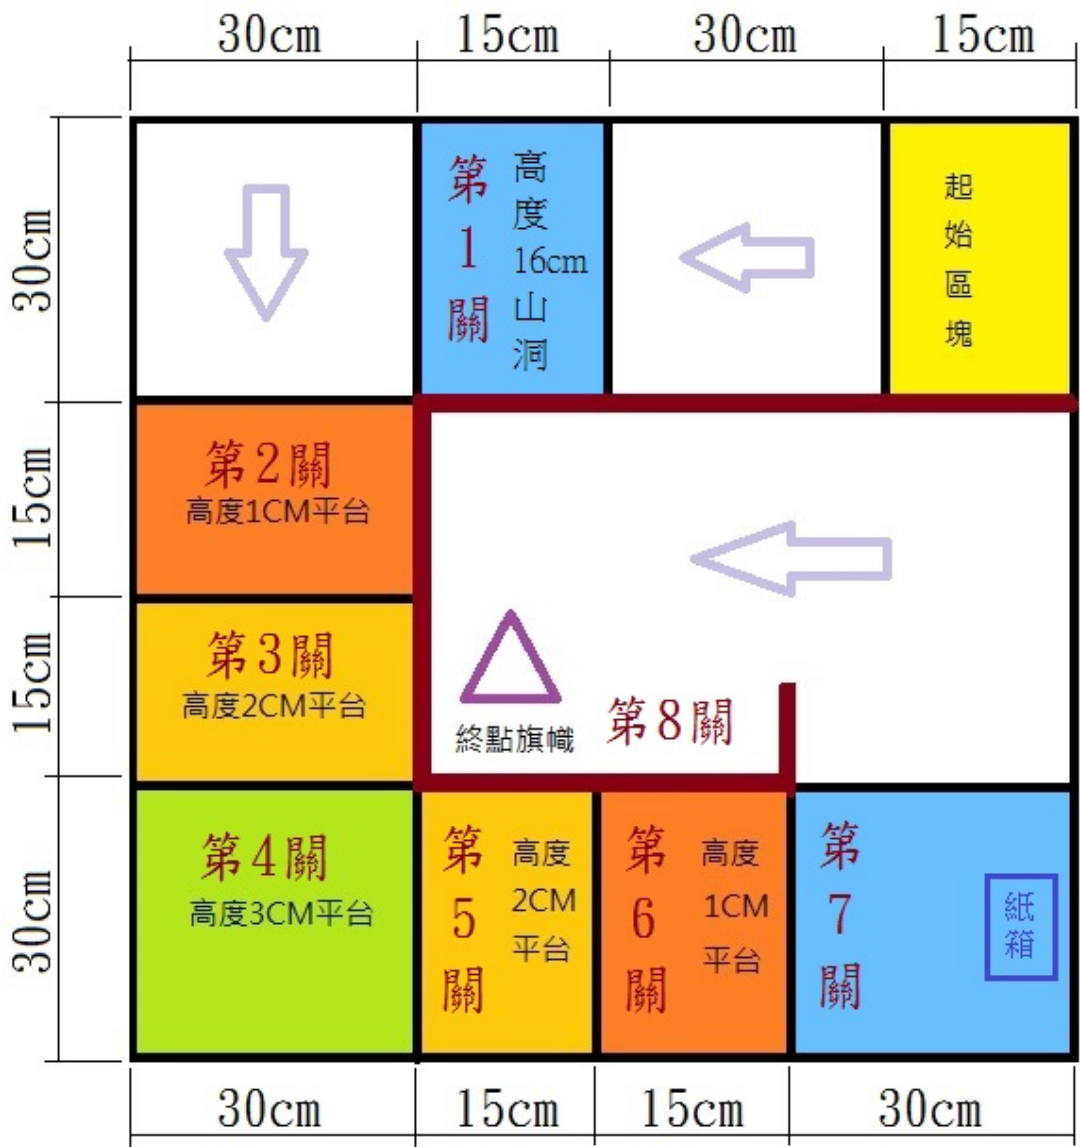 30cm
15cm
30cm
15cm
30cm
15cm
15cm
30cm
第1關
高度16cm山洞
起始區塊
第2關
高度1CM平台
第3關
高度2CM平台
第4關
高度3CM平台
第5關
高度
2CM
平台
第6關
高度
1CM
平台
第7關
紙箱
第8關
終點旗幟
30cm
15cm
15cm
30cm